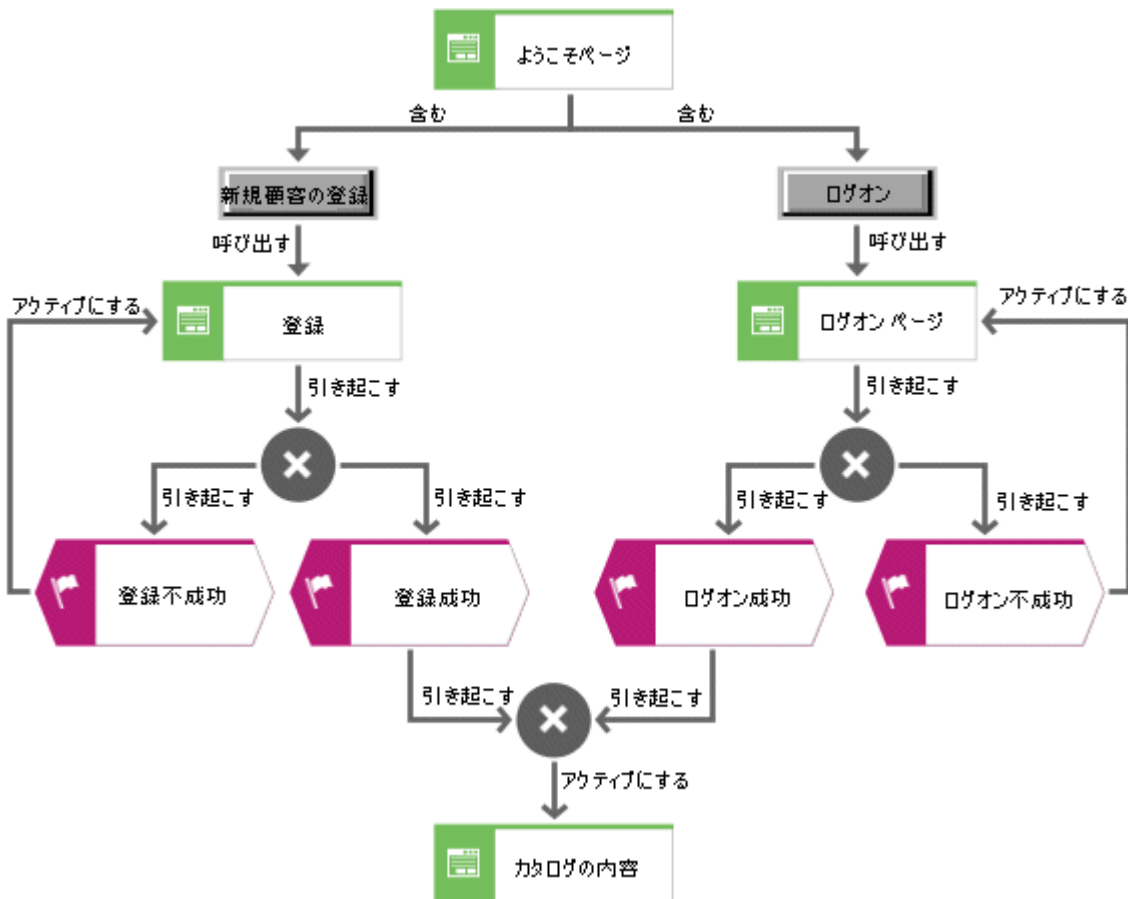 ようこそページ
含む
含む
新規顧客の登録
ログオン
呼び出す
呼び出す
アクティブにする
アクティブにする
登録
ログオン ページ
引き起こす
引き起こす
引き起こす
引き起こす
引き起こす
引き起こす
登録不成功
登録成功
ログオン成功
ログオン不成功
引き起こす
引き起こす
アクティブにする
カタログの内容